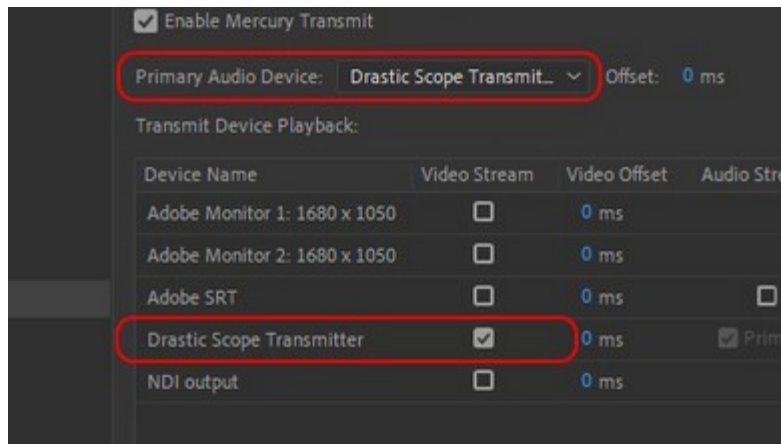 Enable Mercury Transmit
Primary Audio Device: Drastic Scope Transmit... Offset: 0 ms
Transmit Device Playback:
Device Name Video Stream Video Offset Audio Stre
Adobe Monitor 1: 1680 x 1050 0 ms
Adobe Monitor 2: 1680 x 1050 0 ms
Adobe SRT 0 ms
Drastic Scope Transmitter 0 ms Prim
NDI output 0 ms